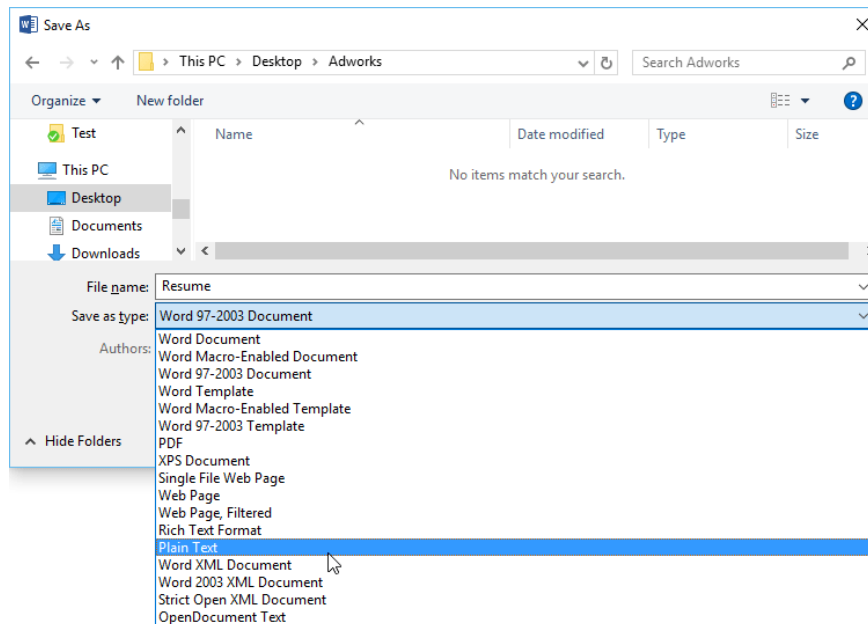 Save As
This PC > Desktop > Adworks
Search Adworks
Organize
New folder
Test
This PC
Desktop
Documents
Downloads
Name
Date modified
Type
Size
No items match your search.
File name: Resume
Save as type: Word 97-2003 Document
Authors:
Word Document
Word Macro-Enabled Document
Word 97-2003 Document
Word Template
Word Macro-Enabled Template
Word 97-2003 Template
PDF
XPS Document
Single File Web Page
Web Page
Web Page, Filtered
Rich Text Format
Plain Text
Word XML Document
Word 2003 XML Document
Strict Open XML Document
OpenDocument Text
Hide Folders